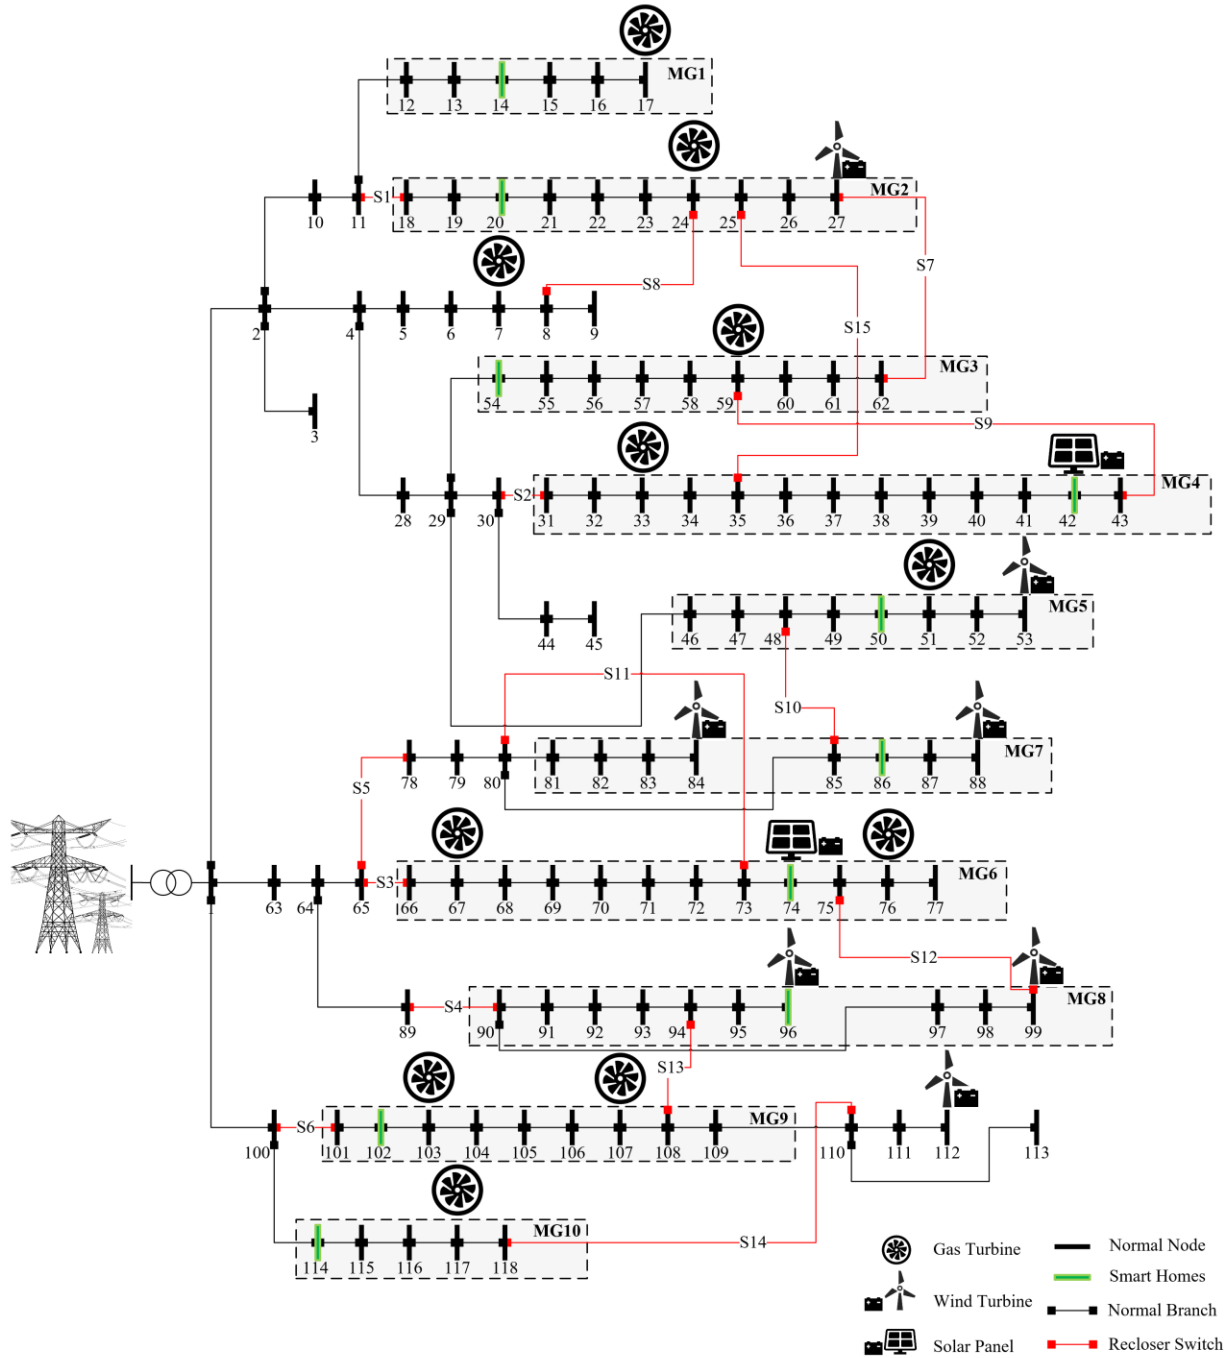 MG1
12 13 14 15 16 17
MG2
S1
10 11 18 19 20 21 22 23 24 25 26 27
S7
S8
2 4 5 6 7 8 9
S15
MG3
54 55 56 57 58 59 60 61 62
3
S9
MG4
S2
28 29 30 31 32 33 34 35 36 37 38 39 40 41 42 43
MG5
46 47 48 49 50 51 52 53
44 45
S11
S10
MG7
78 79 80 81 82 83 84 85 86 87 88
S5
MG6
S3
1 63 64 65 66 67 68 69 70 71 72 73 74 75 76 77
S12
MG8
S4
89 90 91 92 93 94 95 96 97 98 99
S13
MG9
S6
100 101 102 103 104 105 106 107 108 109 110 111 112 113
MG10
S14
114 115 116 117 118
Gas Turbine
Normal Node
Smart Homes
Wind Turbine
Normal Branch
Solar Panel
Recloser Switch